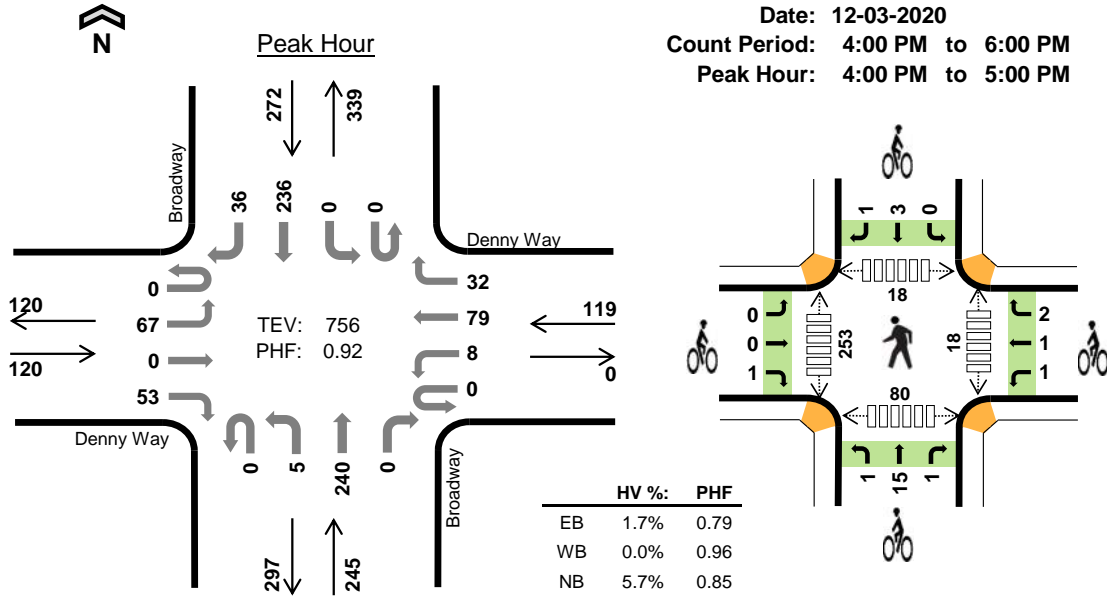 N
Peak Hour
Date: 12-03-2020
Count Period: 4:00 PM to 6:00 PM
Peak Hour: 4:00 PM to 5:00 PM
272
339
Broadway
36
236
0
0
Denny Way
0
67
0
53
120
120
TEV: 756
PHF: 0.92
32
79
8
0
119
0
Denny Way
0
5
240
0
Broadway
297
245
HV %: PHF
EB 1.7% 0.79
WB 0.0% 0.96
NB 5.7% 0.85
1
3
0
18
0
0
1
253
18
2
1
1
80
1
15
1